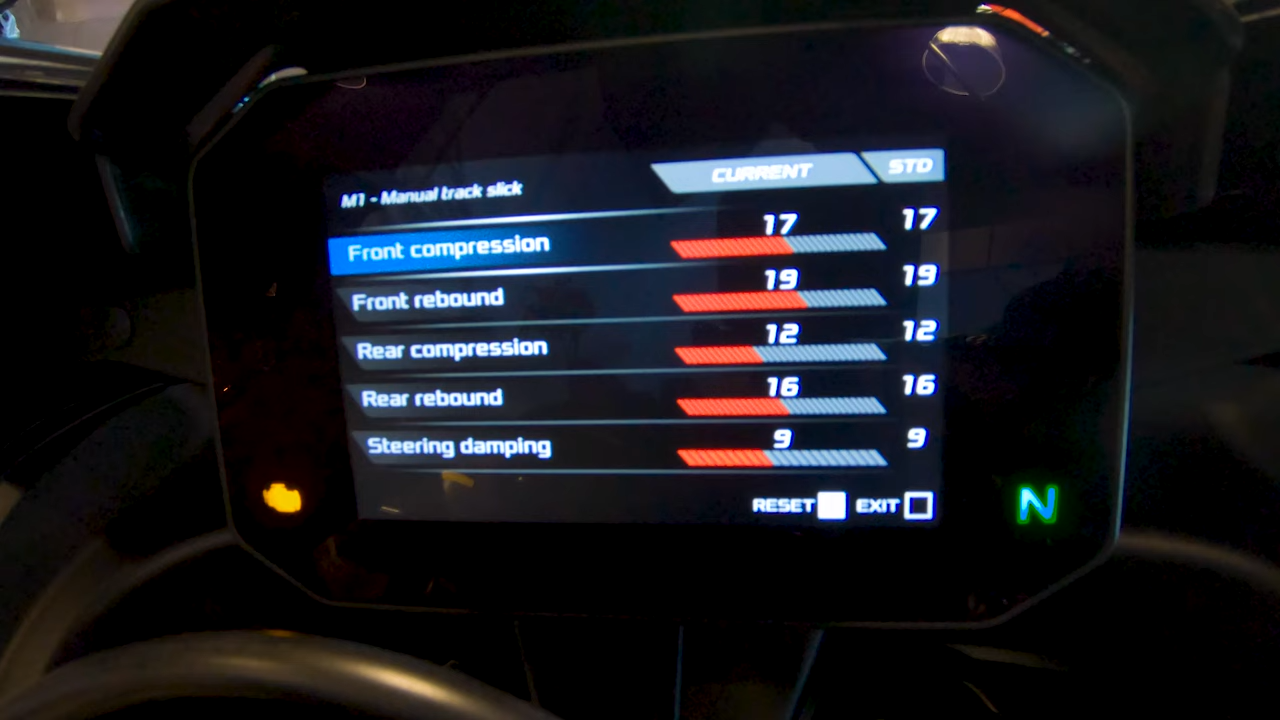 CURRENT STD
M1 - Manual track slick
Front compression 17 17
Front rebound 19 19
Rear compression 12 12
Rear rebound 16 16
Steering damping 9 9
RESET EXIT
N